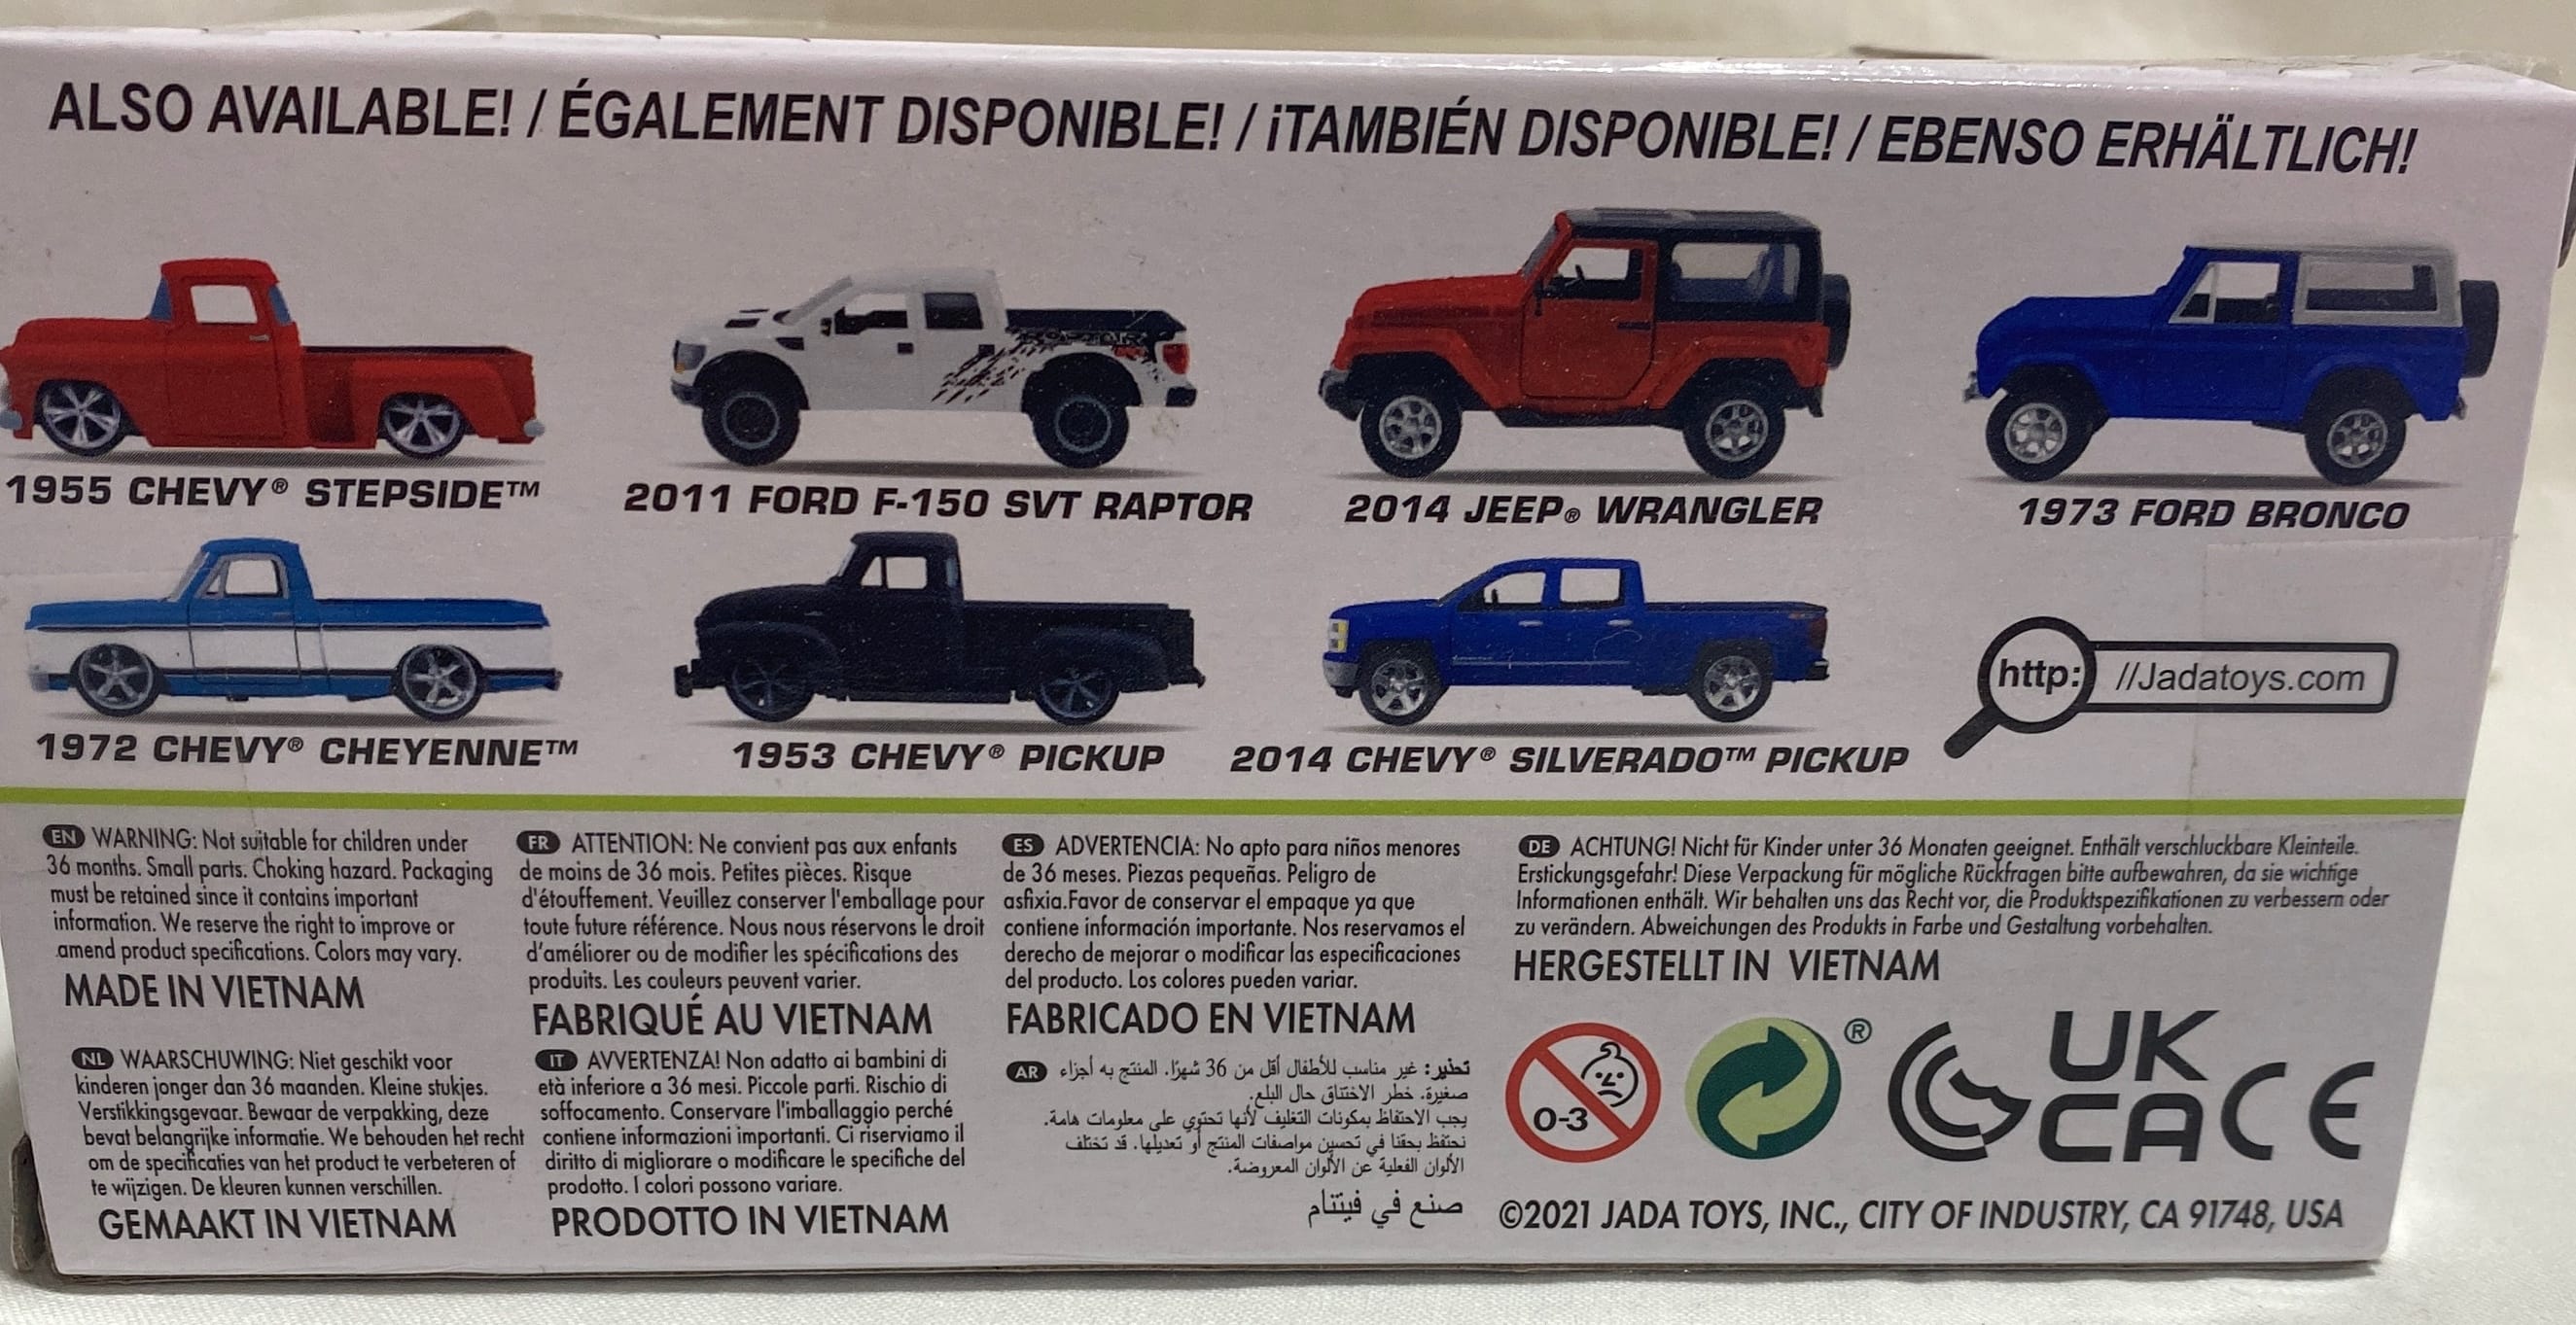 ALSO AVAILABLE! / ÉGALEMENT DISPONIBLE! / ¡TAMBIÉN DISPONIBLE! / EBENSO ERHÄLTLICH!
RAPTOR
1955 CHEVY® STEPSIDE™
2011 FORD F-150 SVT RAPTOR
2014 JEEP® WRANGLER
1973 FORD BRONCO
1972 CHEVY® CHEYENNE™
1953 CHEVY® PICKUP
2014 CHEVY® SILVERADO™ PICKUP
http: //Jadatoys.com
EN WARNING: Not suitable for children under
36 months. Small parts. Choking hazard. Packaging
must be retained since it contains important
information. We reserve the right to improve or
amend product specifications. Colors may vary.
MADE IN VIETNAM
FR ATTENTION: Ne convient pas aux enfants
de moins de 36 mois. Petites pièces. Risque
d'étouffement. Veuillez conserver l'emballage pour
toute future référence. Nous nous réservons le droit
d'améliorer ou de modifier les spécifications des
produits. Les couleurs peuvent varier.
FABRIQUÉ AU VIETNAM
ES ADVERTENCIA: No apto para niños menores
de 36 meses. Piezas pequeñas. Peligro de
asfixia.Favor de conservar el empaque ya que
contiene información importante. Nos reservamos el
derecho de mejorar o modificar las especificaciones
del producto. Los colores pueden variar.
FABRICADO EN VIETNAM
DE ACHTUNG! Nicht für Kinder unter 36 Monaten geeignet. Enthält verschluckbare Kleinteile.
Erstickungsgefahr! Diese Verpackung für mögliche Rückfragen bitte aufbewahren, da sie wichtige
Informationen enthält. Wir behalten uns das Recht vor, die Produktspezifikationen zu verbessern oder
zu verändern. Abweichungen des Produkts in Farbe und Gestaltung vorbehalten.
HERGESTELLT IN VIETNAM
NL WAARSCHUWING: Niet geschikt voor
kinderen jonger dan 36 maanden. Kleine stukjes.
Verstikkingsgevaar. Bewaar de verpakking, deze
bevat belangrijke informatie. We behouden het recht
om de specificaties van het product te verbeteren of
te wijzigen. De kleuren kunnen verschillen.
GEMAAKT IN VIETNAM
IT AVVERTENZA! Non adatto ai bambini di
età inferiore a 36 mesi. Piccole parti. Rischio di
soffocamento. Conservare l'imballaggio perché
contiene informazioni importanti. Ci riserviamo il
diritto di migliorare o modificare le specifiche del
prodotto. I colori possono variare.
PRODOTTO IN VIETNAM
AR تحذير: غير مناسب للأطفال أقل من 36 شهرًا. المنتج به أجزاء
صغيرة. خطر الاختناق حال البلع.
يجب الاحتفاظ بمكونات التغليف لأنها تحتوي على معلومات هامة.
نحتفظ بحقنا في تحسين مواصفات المنتج أو تعديلها. قد تختلف
الألوان الفعلية عن الألوان المعروضة.
صنع في فيتنام
0-3
®
UK
CA
CE
©2021 JADA TOYS, INC., CITY OF INDUSTRY, CA 91748, USA